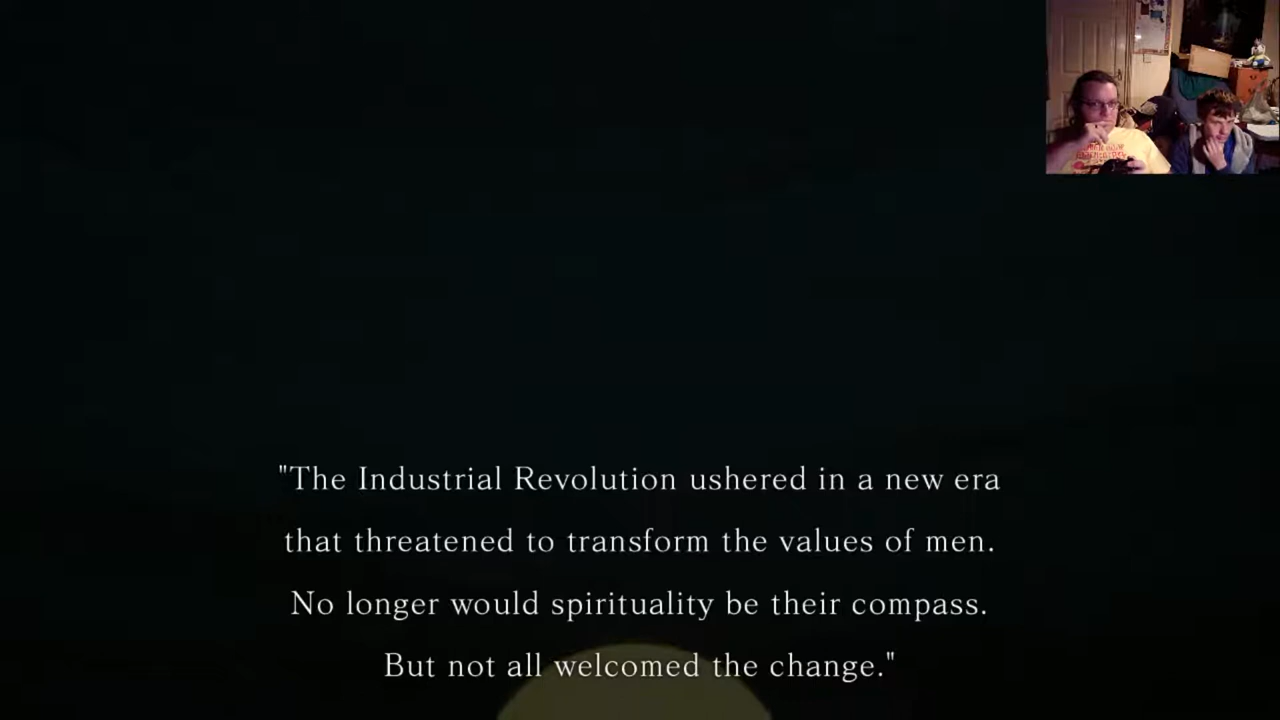 "The Industrial Revolution ushered in a new era
that threatened to transform the values of men.
No longer would spirituality be their compass.
But not all welcomed the change."